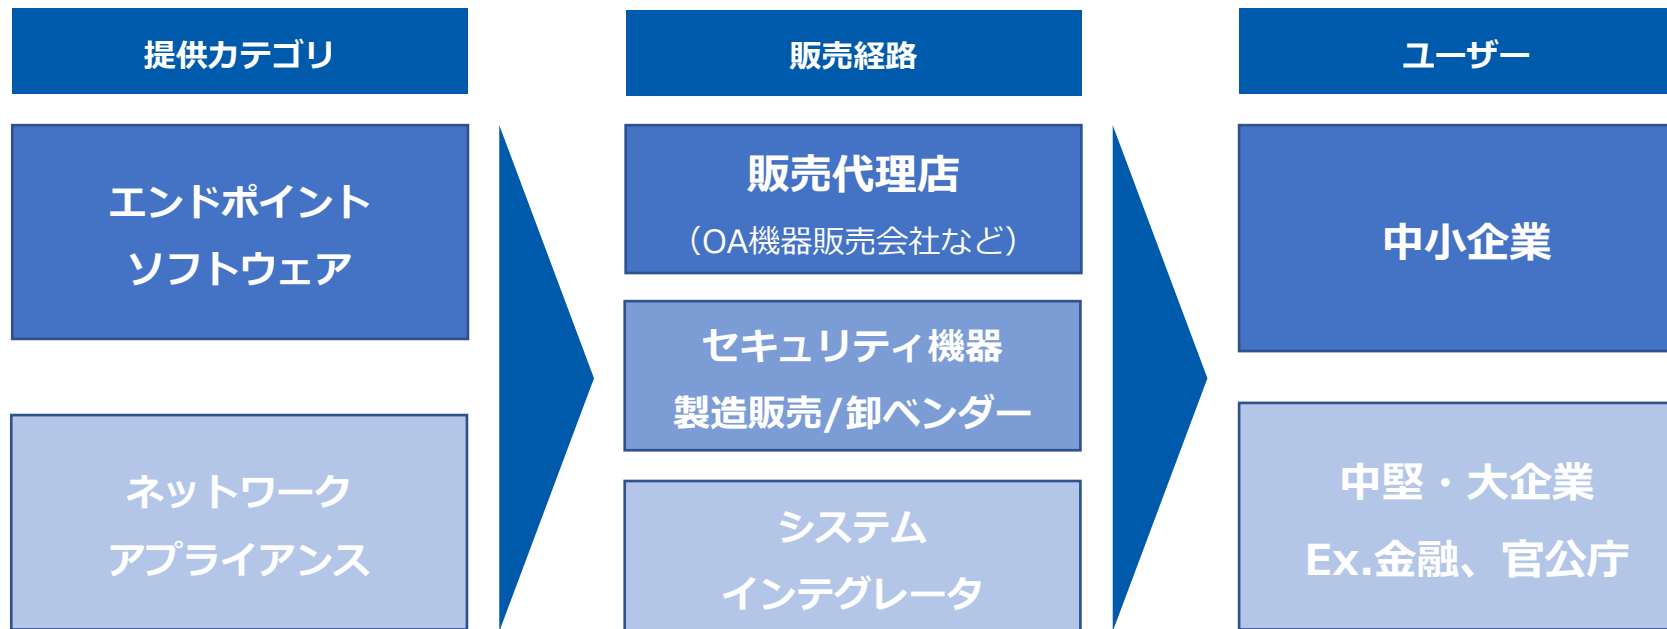 提供カテゴリ
販売経路
ユーザー
エンドポイント
ソフトウェア
ネットワーク
アプライアンス
販売代理店
（OA機器販売会社など）
セキュリティ機器
製造販売/卸ベンダー
システム
インテグレータ
中小企業
中堅・大企業
Ex.金融、官公庁